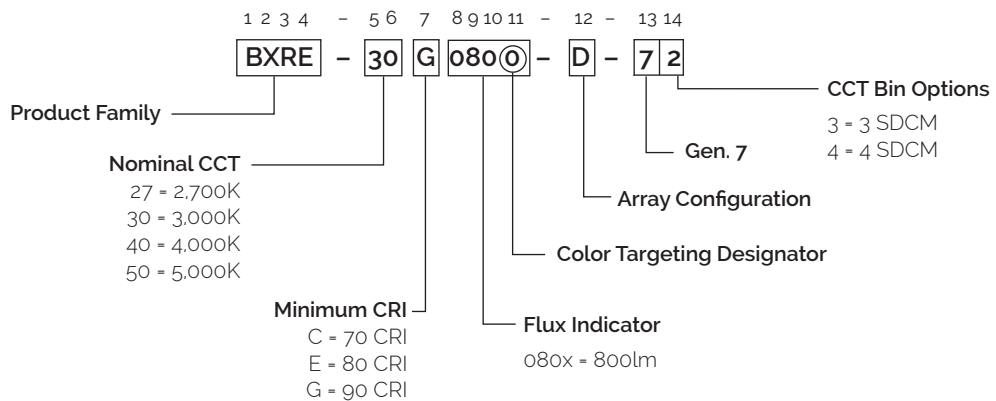 1 2 3 4 – 5 6 7 8 9 10 11 – 12 – 13 14
BXRE – 30 G 0800 – D – 7 2
Product Family
Nominal CCT
27 = 2,700K
30 = 3,000K
40 = 4,000K
50 = 5,000K
Minimum CRI
C = 70 CRI
E = 80 CRI
G = 90 CRI
Flux Indicator
080x = 800lm
Color Targeting Designator
Array Configuration
Gen. 7
CCT Bin Options
3 = 3 SDCM
4 = 4 SDCM